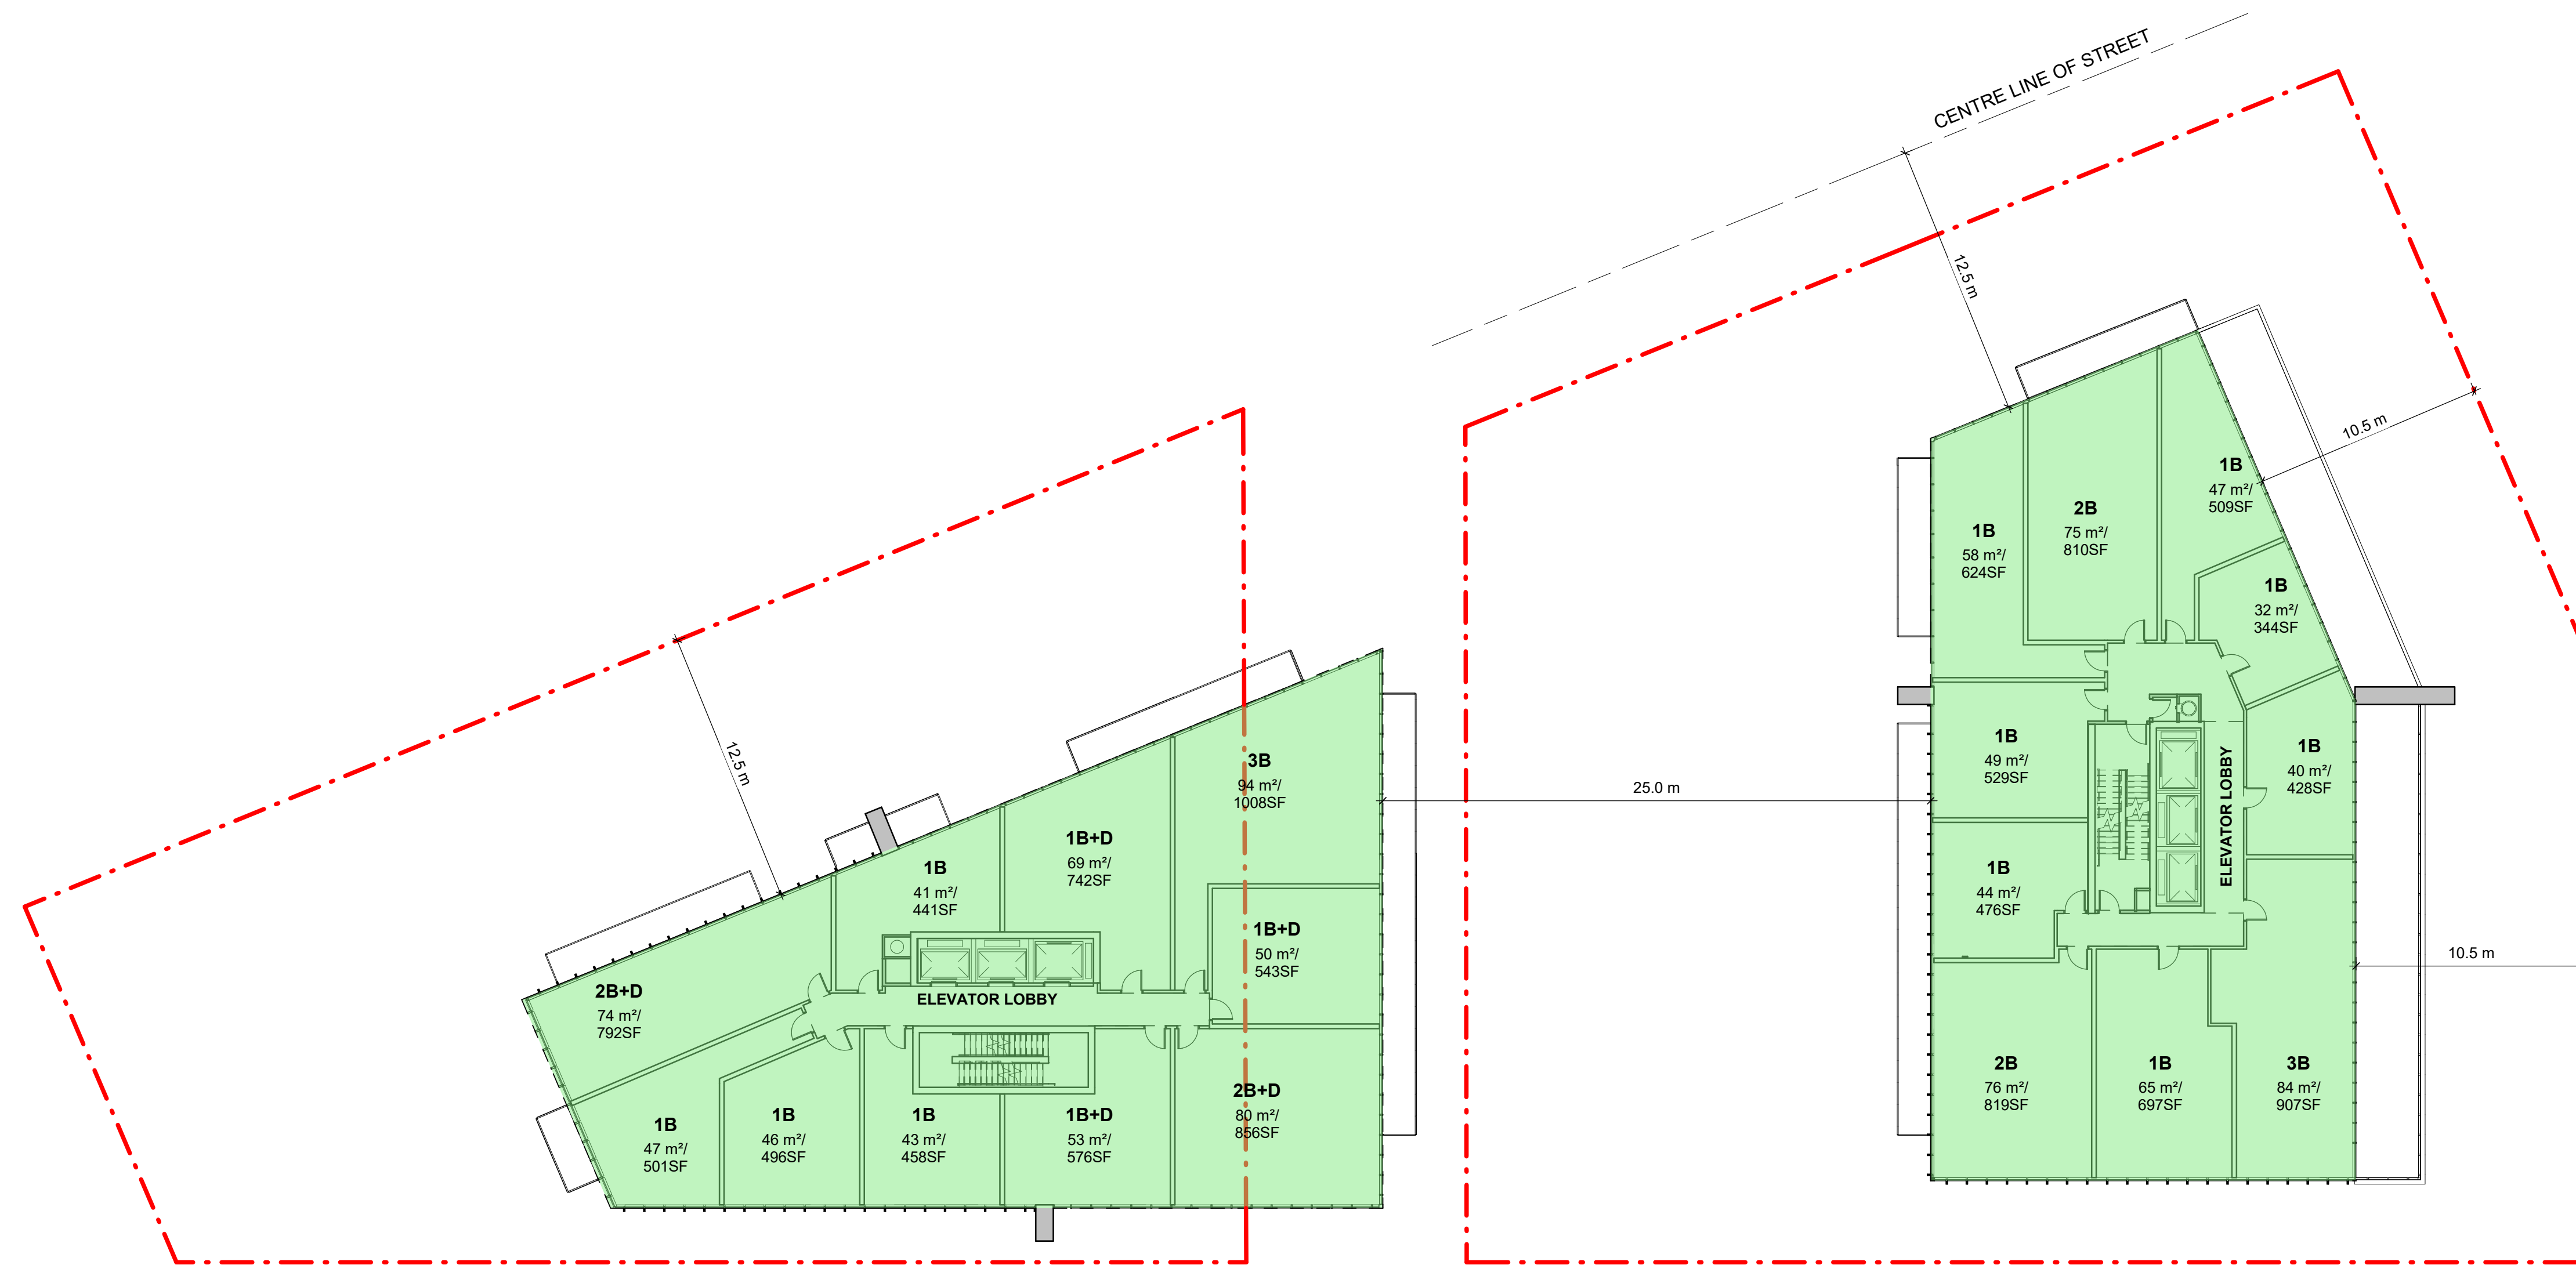 CENTRE LINE OF STREET
12.5 m
10.5 m
1B
47 m²/
509SF
2B
75 m²/
810SF
1B
58 m²/
624SF
1B
32 m²/
344SF
12.5 m
3B
94 m²/
1008SF
25.0 m
1B
49 m²/
529SF
ELEVATOR LOBBY
1B
40 m²/
428SF
1B+D
69 m²/
742SF
1B
41 m²/
441SF
1B
44 m²/
476SF
1B+D
50 m²/
543SF
10.5 m
2B+D
74 m²/
792SF
ELEVATOR LOBBY
2B
76 m²/
819SF
1B
65 m²/
697SF
3B
84 m²/
907SF
2B+D
80 m²/
856SF
1B
47 m²/
501SF
1B
46 m²/
496SF
1B
43 m²/
458SF
1B+D
53 m²/
576SF